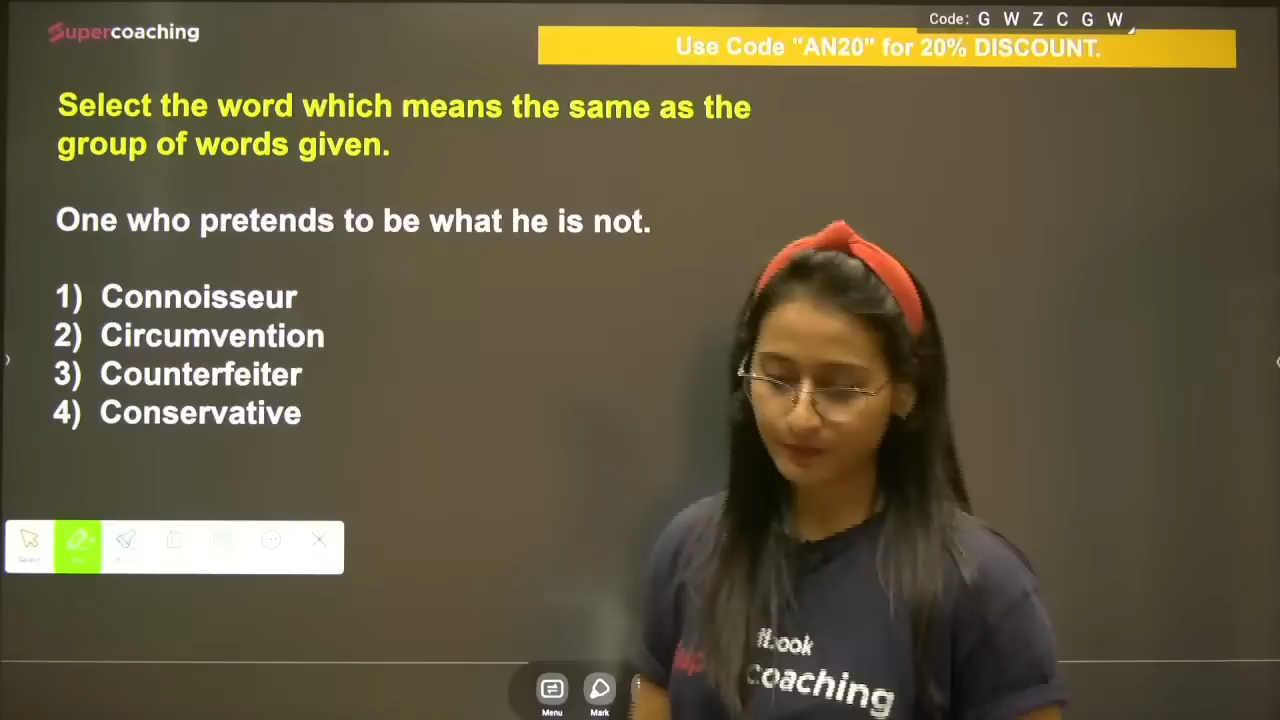 Supercoaching
Code: G W Z C G W
Use Code "AN20" for 20% DISCOUNT.
Select the word which means the same as the
group of words given.
One who pretends to be what he is not.
1) Connoisseur
2) Circumvention
3) Counterfeiter
4) Conservative
Select
Menu
Mark
book
coaching